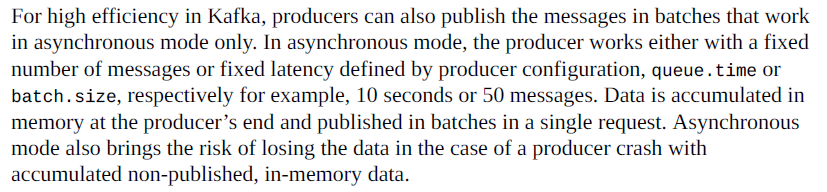 For high efficiency in Kafka, producers can also publish the messages in batches that work
in asynchronous mode only. In asynchronous mode, the producer works either with a fixed
number of messages or fixed latency defined by producer configuration, queue.time or
batch.size, respectively for example, 10 seconds or 50 messages. Data is accumulated in
memory at the producer’s end and published in batches in a single request. Asynchronous
mode also brings the risk of losing the data in the case of a producer crash with
accumulated non-published, in-memory data.